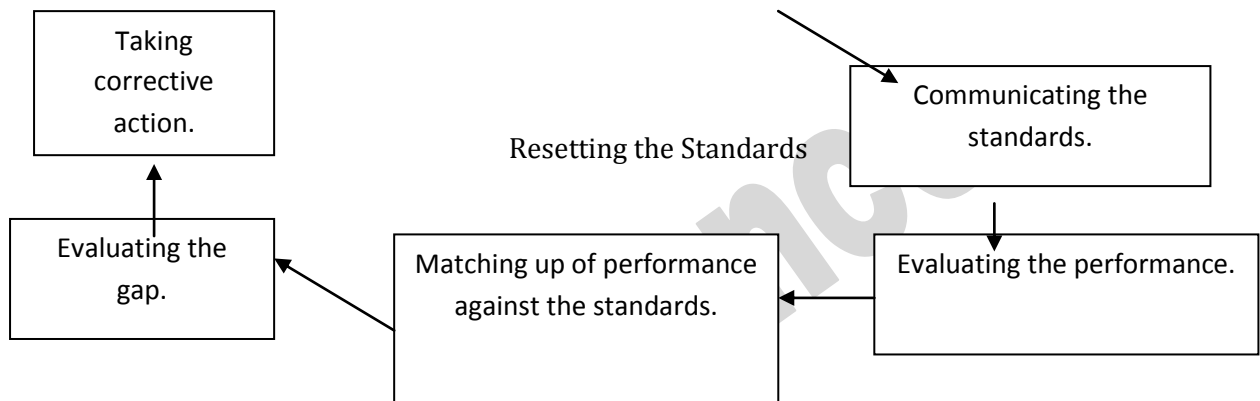 Taking
corrective
action.
Communicating the
standards.
Resetting the Standards
Evaluating the
gap.
Matching up of performance
against the standards.
Evaluating the performance.